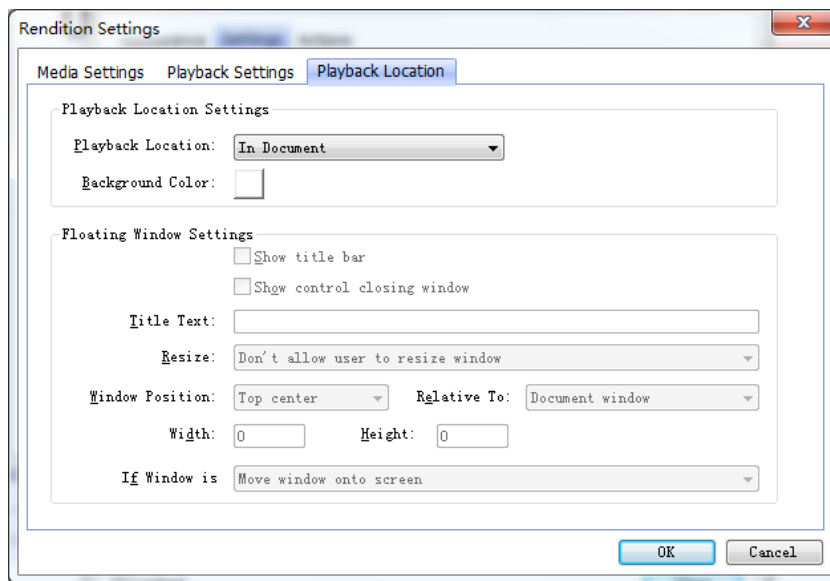 Rendition Settings
Media Settings Playback Settings Playback Location
Playback Location Settings
Playback Location: In Document
Background Color:
Floating Window Settings
Show title bar
Show control closing window
Title Text:
Resize: Don't allow user to resize window
Window Position: Top center Relative To: Document window
Width: 0 Height: 0
If Window is Move window onto screen
OK Cancel